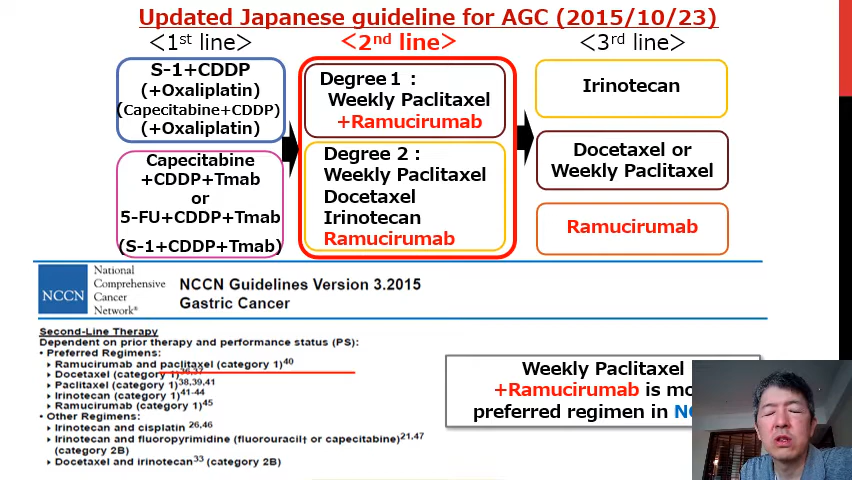 Updated Japanese guideline for AGC (2015/10/23)
<1st line>
<2nd line>
<3rd line>
S-1+CDDP
(+Oxaliplatin)
(Capecitabine+CDDP)
(+Oxaliplatin)
Capecitabine
+CDDP+Tmab
or
5-FU+CDDP+Tmab
(S-1+CDDP+Tmab)
Degree 1：
Weekly Paclitaxel
+Ramucirumab
Degree 2：
Weekly Paclitaxel
Docetaxel
Irinotecan
Ramucirumab
Irinotecan
Docetaxel or
Weekly Paclitaxel
Ramucirumab
NCCN
National
Comprehensive
Cancer
Network®
NCCN Guidelines Version 3.2015
Gastric Cancer
Second-Line Therapy
Dependent on prior therapy and performance status (PS):
• Preferred Regimens:
Ramucirumab and paclitaxel (category 1)40
Docetaxel (category 1)36,37
Paclitaxel (category 1)38,39,41
Irinotecan (category 1)41-44
Ramucirumab (category 1)45
• Other Regimens:
Irinotecan and cisplatin 26,46
Irinotecan and fluoropyrimidine (fluorouracil† or capecitabine)21,47
(category 2B)
Docetaxel and irinotecan33 (category 2B)
Weekly Paclitaxel
+Ramucirumab is
preferred regimen in